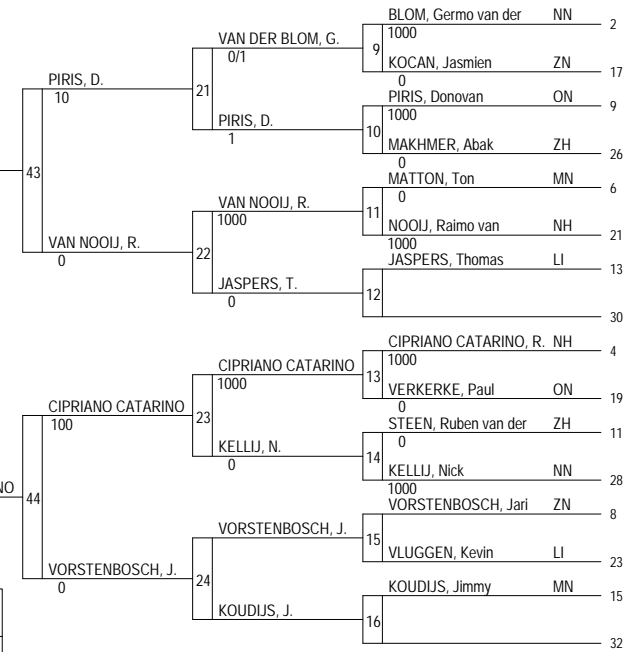 BLOM, Germo van der NN 2
1000
VAN DER BLOM, G. 9
0/1
KOCAN, Jasmien ZN 17
0
PIRIS, D. 21
10
PIRIS, Donovan ON 9
1000
PIRIS, D. 10
1
MAKHMER, Abak ZH 26
0
43
MATTON, Ton MN 6
0
VAN NOOIJ, R. 11
1000
NOOIJ, Raimo van NH 21
1000
VAN NOOIJ, R. 22
0
JASPERS, Thomas LI 13
JASPERS, T. 12
0
30
CIPRIANO CATARINO, R. NH 4
1000
CIPRIANO CATARINO 13
1000
VERKERKE, Paul ON 19
0
CIPRIANO CATARINO 23
100
STEEN, Ruben van der ZH 11
0
KELLIJ, N. 14
0
KELLIJ, Nick NN 28
1000
NO 44
VORSTENBOSCH, Jari ZN 8
VORSTENBOSCH, J. 15
VLUGGEN, Kevin LI 23
VORSTENBOSCH, J. 24
0
KOUDIJS, Jimmy MN 15
KOUDIJS, J. 16
32